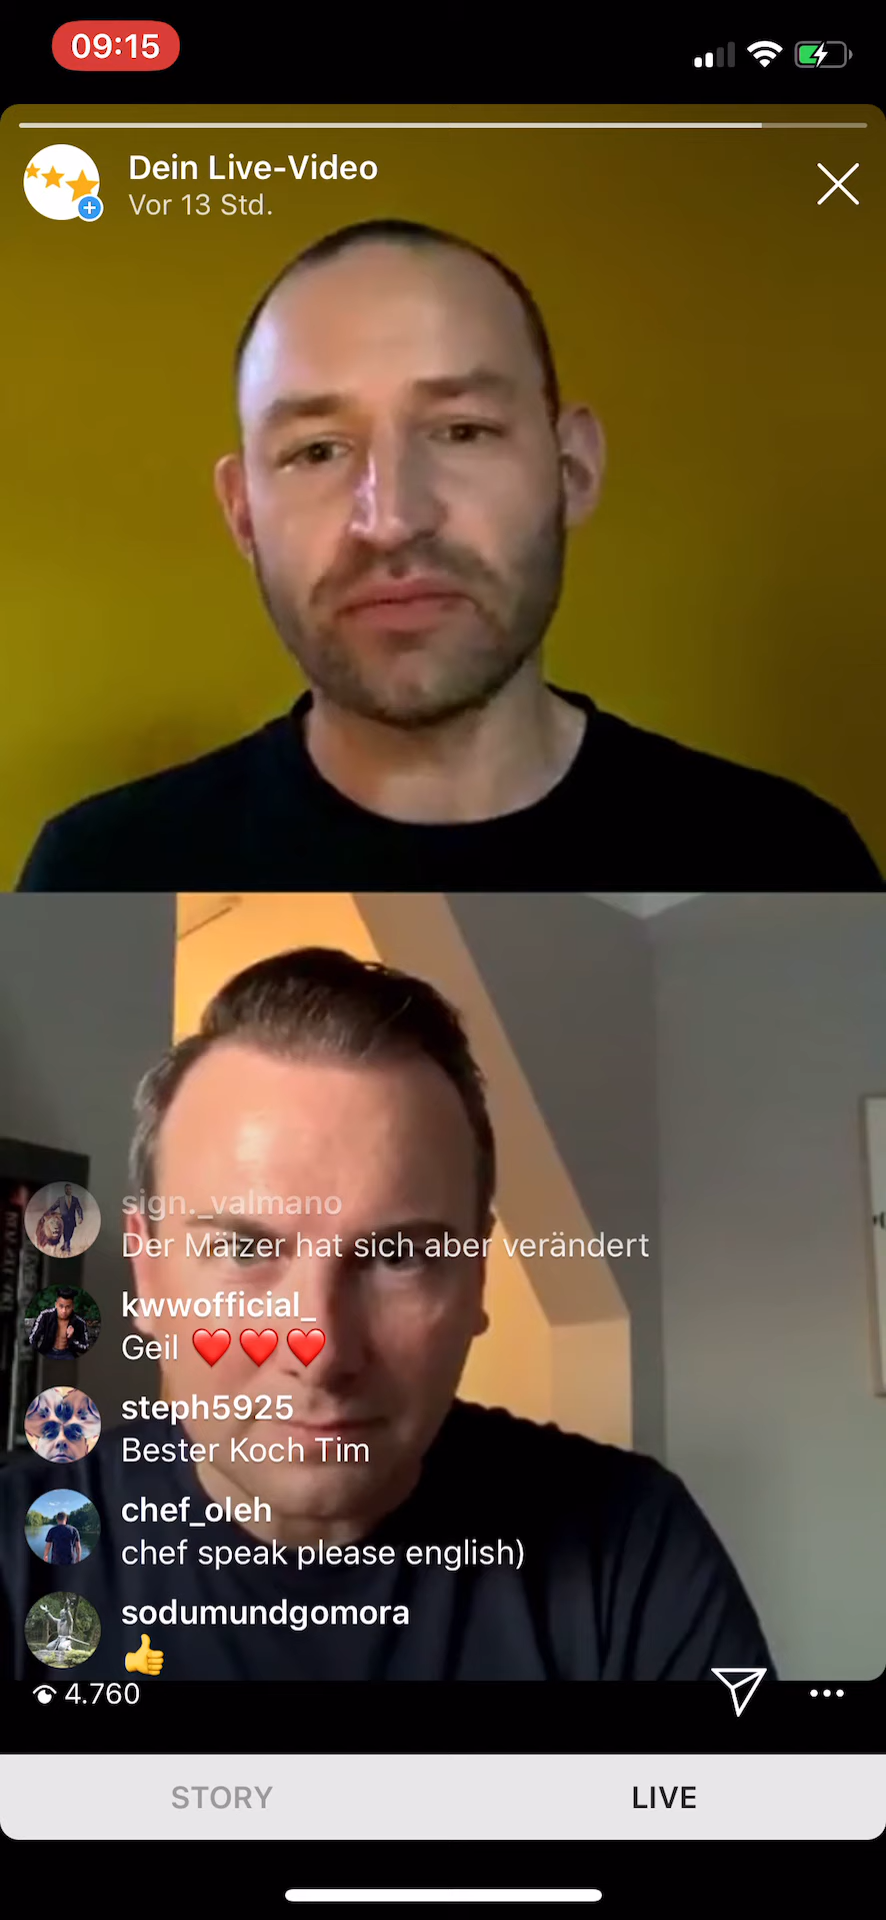 09:15
Dein Live-Video
Vor 13 Std.
sign._valmano
Der Mälzer hat sich aber verändert
kwwofficial_
Geil ❤️❤️❤️
steph5925
Bester Koch Tim
chef_oleh
chef speak please english)
sodumundgomora
👍
4.760
STORY
LIVE